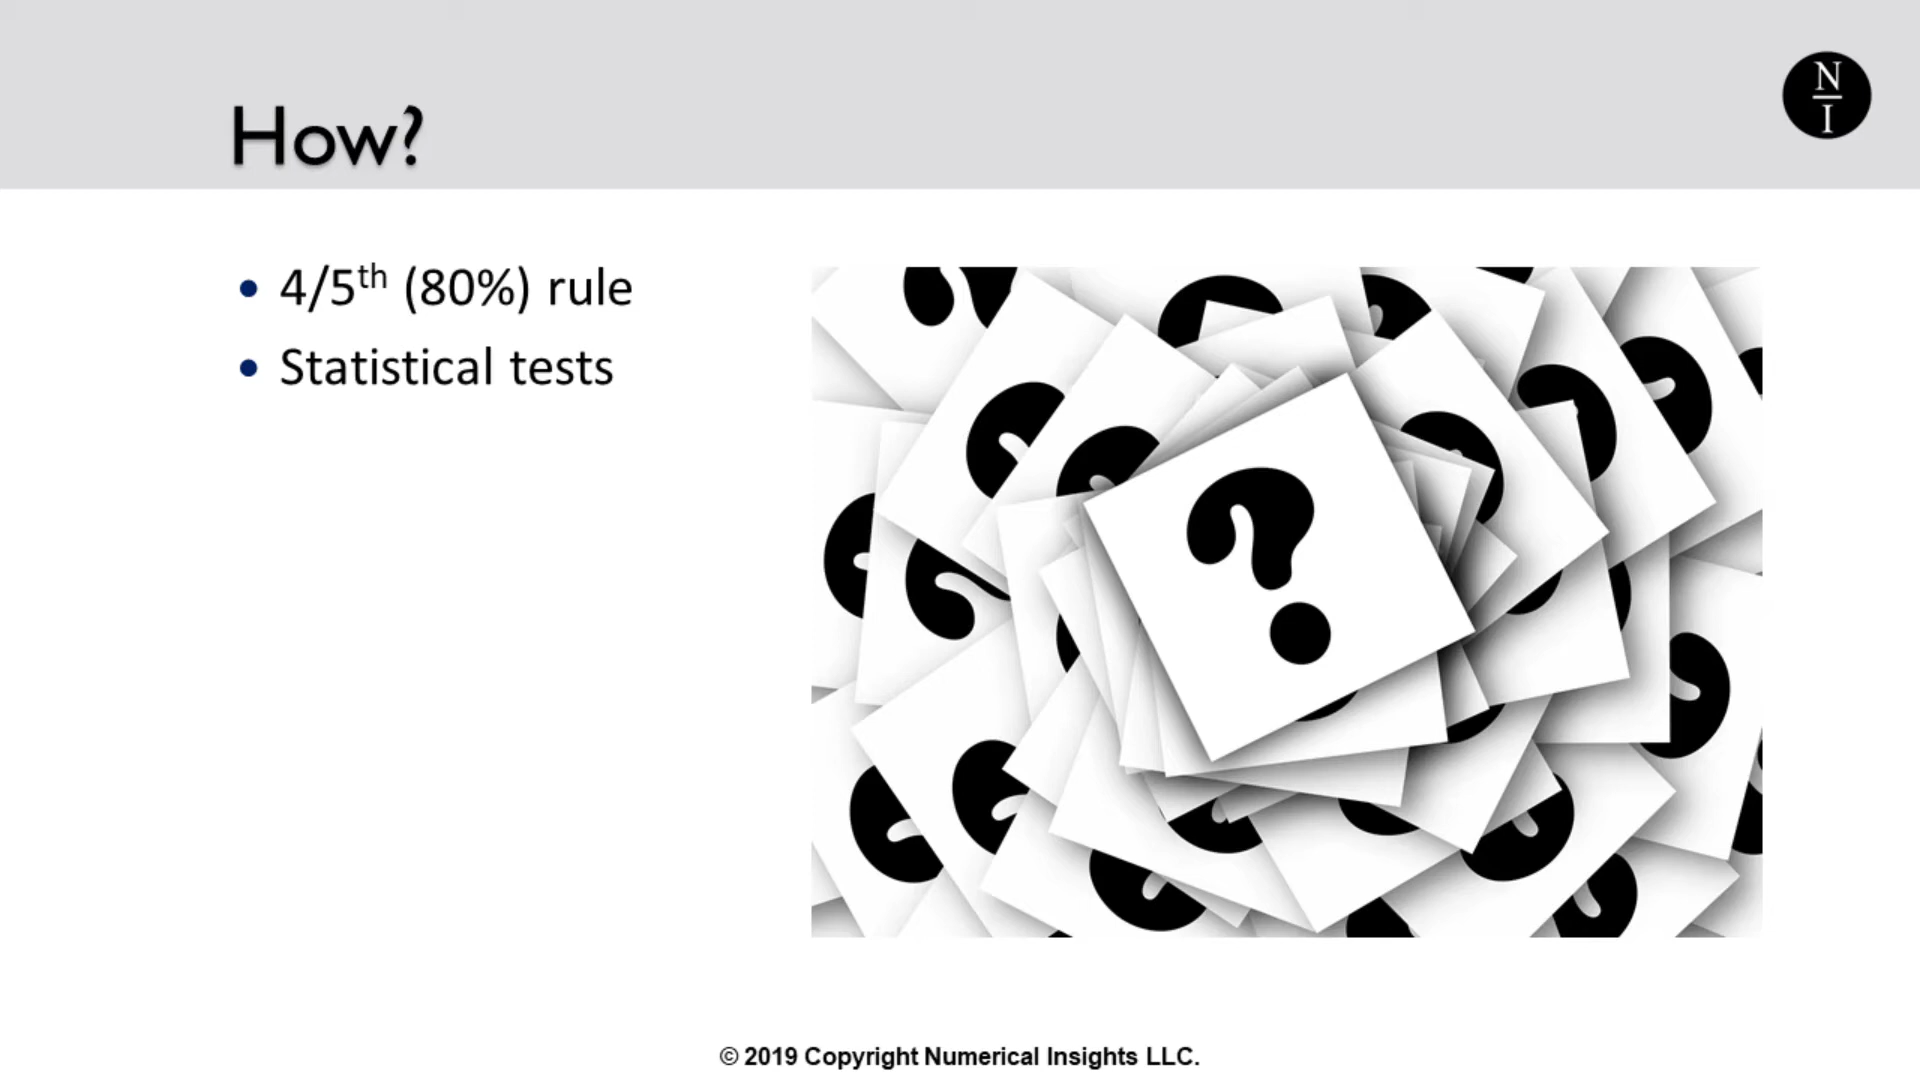 How?
N
I
4/5th (80%) rule
Statistical tests
?
© 2019 Copyright Numerical Insights LLC.